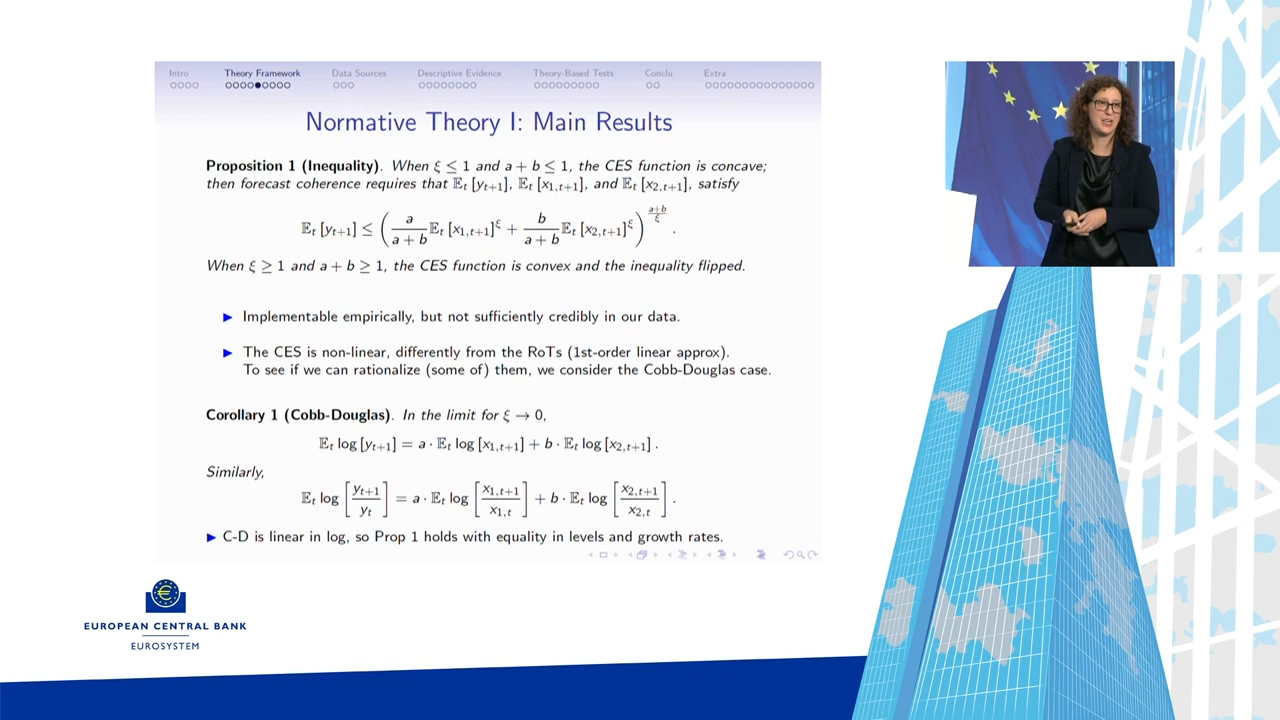 Intro Theory Framework Data Sources Descriptive Evidence Theory-Based Tests Conclu Extra
Normative Theory I: Main Results
Proposition 1 (Inequality). When ξ ≤ 1 and a + b ≤ 1, the CES function is concave;
then forecast coherence requires that 𝔼t [yt+1], 𝔼t [x1,t+1], and 𝔼t [x2,t+1], satisfy
𝔼t [yt+1] ≤ ( a/(a + b) 𝔼t [x1,t+1]^ξ + b/(a + b) 𝔼t [x2,t+1]^ξ )^((a+b)/ξ) .
When ξ ≥ 1 and a + b ≥ 1, the CES function is convex and the inequality flipped.
▶ Implementable empirically, but not sufficiently credibly in our data.
▶ The CES is non-linear, differently from the RoTs (1st-order linear approx).
To see if we can rationalize (some of) them, we consider the Cobb-Douglas case.
Corollary 1 (Cobb-Douglas). In the limit for ξ → 0,
𝔼t log [yt+1] = a · 𝔼t log [x1,t+1] + b · 𝔼t log [x2,t+1] .
Similarly,
𝔼t log [yt+1/yt] = a · 𝔼t log [x1,t+1/x1,t] + b · 𝔼t log [x2,t+1/x2,t] .
▶ C-D is linear in log, so Prop 1 holds with equality in levels and growth rates.
EUROPEAN CENTRAL BANK
EUROSYSTEM